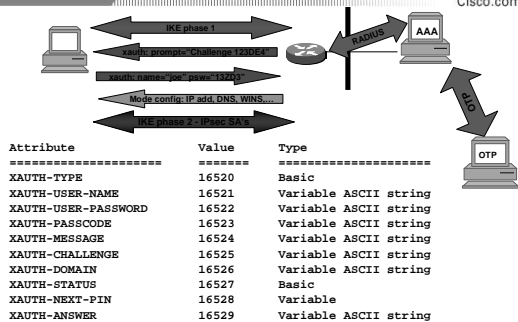 Cisco.com
IKE phase 1
RADIUS
AAA
xauth: prompt="Challenge 123DE4"
xauth: name="joe" psw="13ZD3"
Mode config: IP add, DNS, WINS,...
OTP
IKE phase 2 - IPsec SA's
OTP
Attribute Value Type
==================== ======= ====================
XAUTH-TYPE 16520 Basic
XAUTH-USER-NAME 16521 Variable ASCII string
XAUTH-USER-PASSWORD 16522 Variable ASCII string
XAUTH-PASSCODE 16523 Variable ASCII string
XAUTH-MESSAGE 16524 Variable ASCII string
XAUTH-CHALLENGE 16525 Variable ASCII string
XAUTH-DOMAIN 16526 Variable ASCII string
XAUTH-STATUS 16527 Basic
XAUTH-NEXT-PIN 16528 Variable
XAUTH-ANSWER 16529 Variable ASCII string